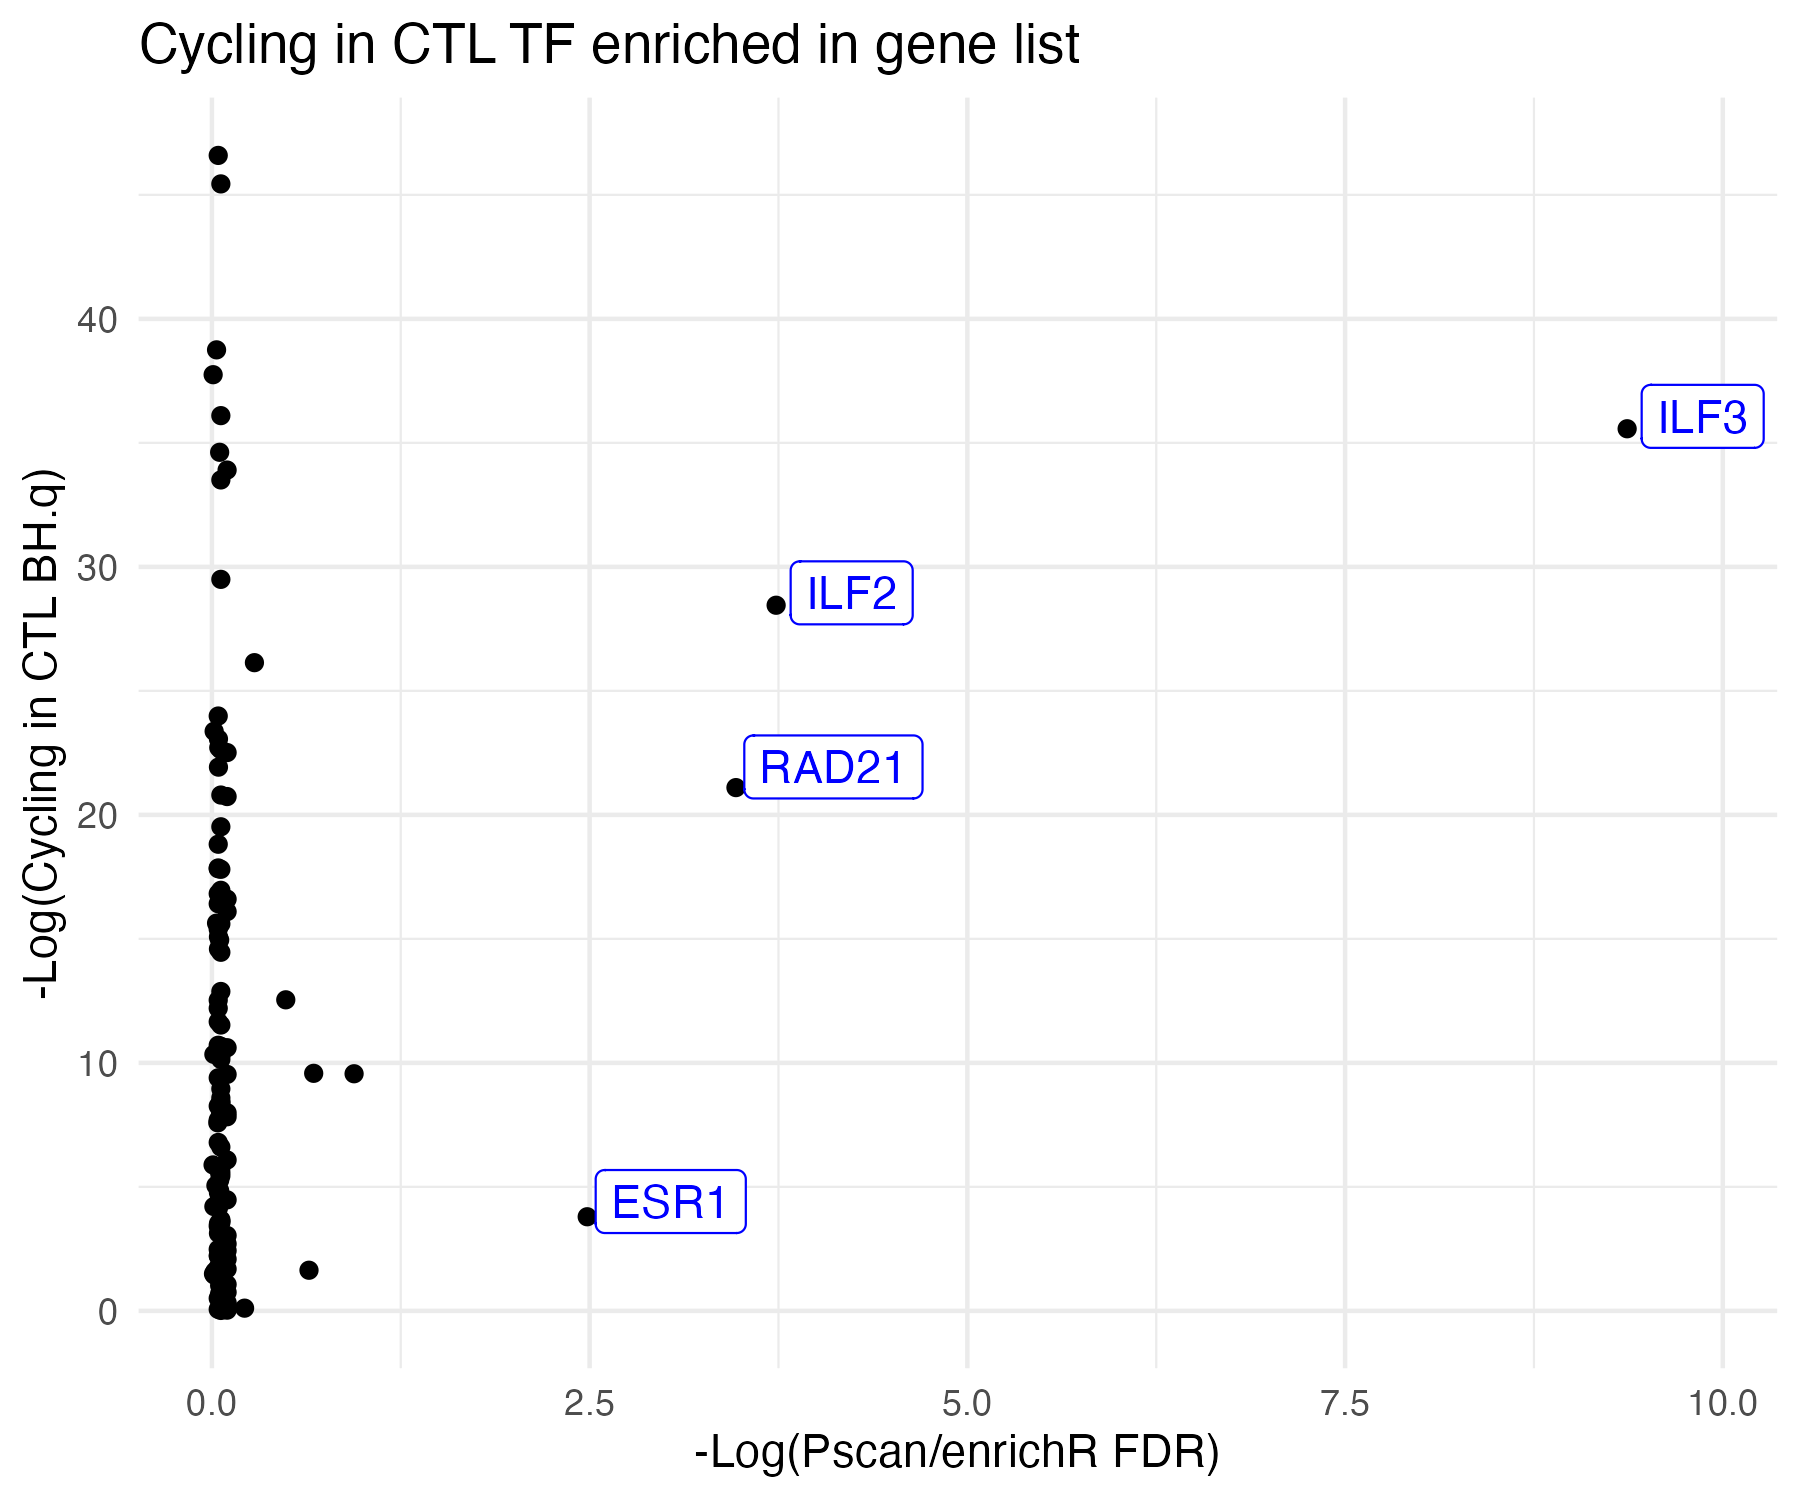 Cycling in CTL TF enriched in gene list
-Log(Cycling in CTL BH.q)
40
30
20
10
0
ILF3
ILF2
RAD21
ESR1
0.0
2.5
5.0
7.5
10.0
-Log(Pscan/enrichR FDR)